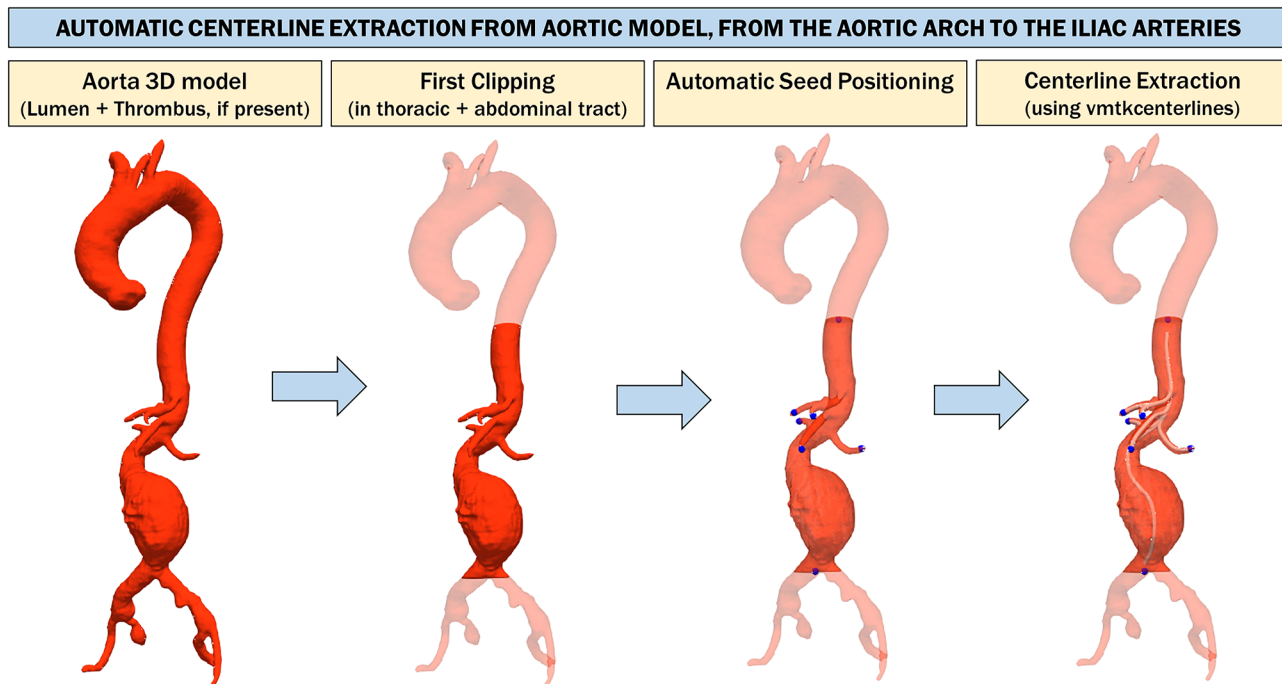 AUTOMATIC CENTERLINE EXTRACTION FROM AORTIC MODEL, FROM THE AORTIC ARCH TO THE ILIAC ARTERIES
Aorta 3D model
(Lumen + Thrombus, if present)
First Clipping
(in thoracic + abdominal tract)
Automatic Seed Positioning
Centerline Extraction
(using vmtkcenterlines)